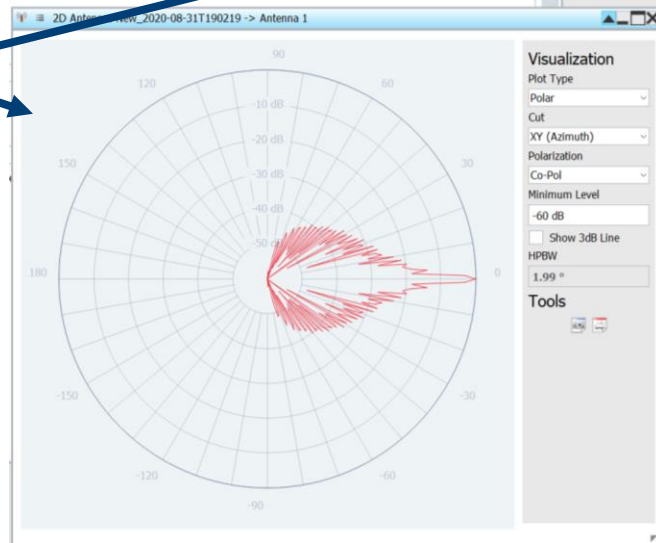 2D Antenna New_2020-08-31T190219 -> Antenna 1
90
120
60
-10 dB
-20 dB
150
30
-30 dB
-40 dB
-50
180
0
-150
-30
-120
-60
-90
Visualization
Plot Type
Polar
Cut
XY (Azimuth)
Polarization
Co-Pol
Minimum Level
-60 dB
Show 3dB Line
HPBW
1.99 °
Tools